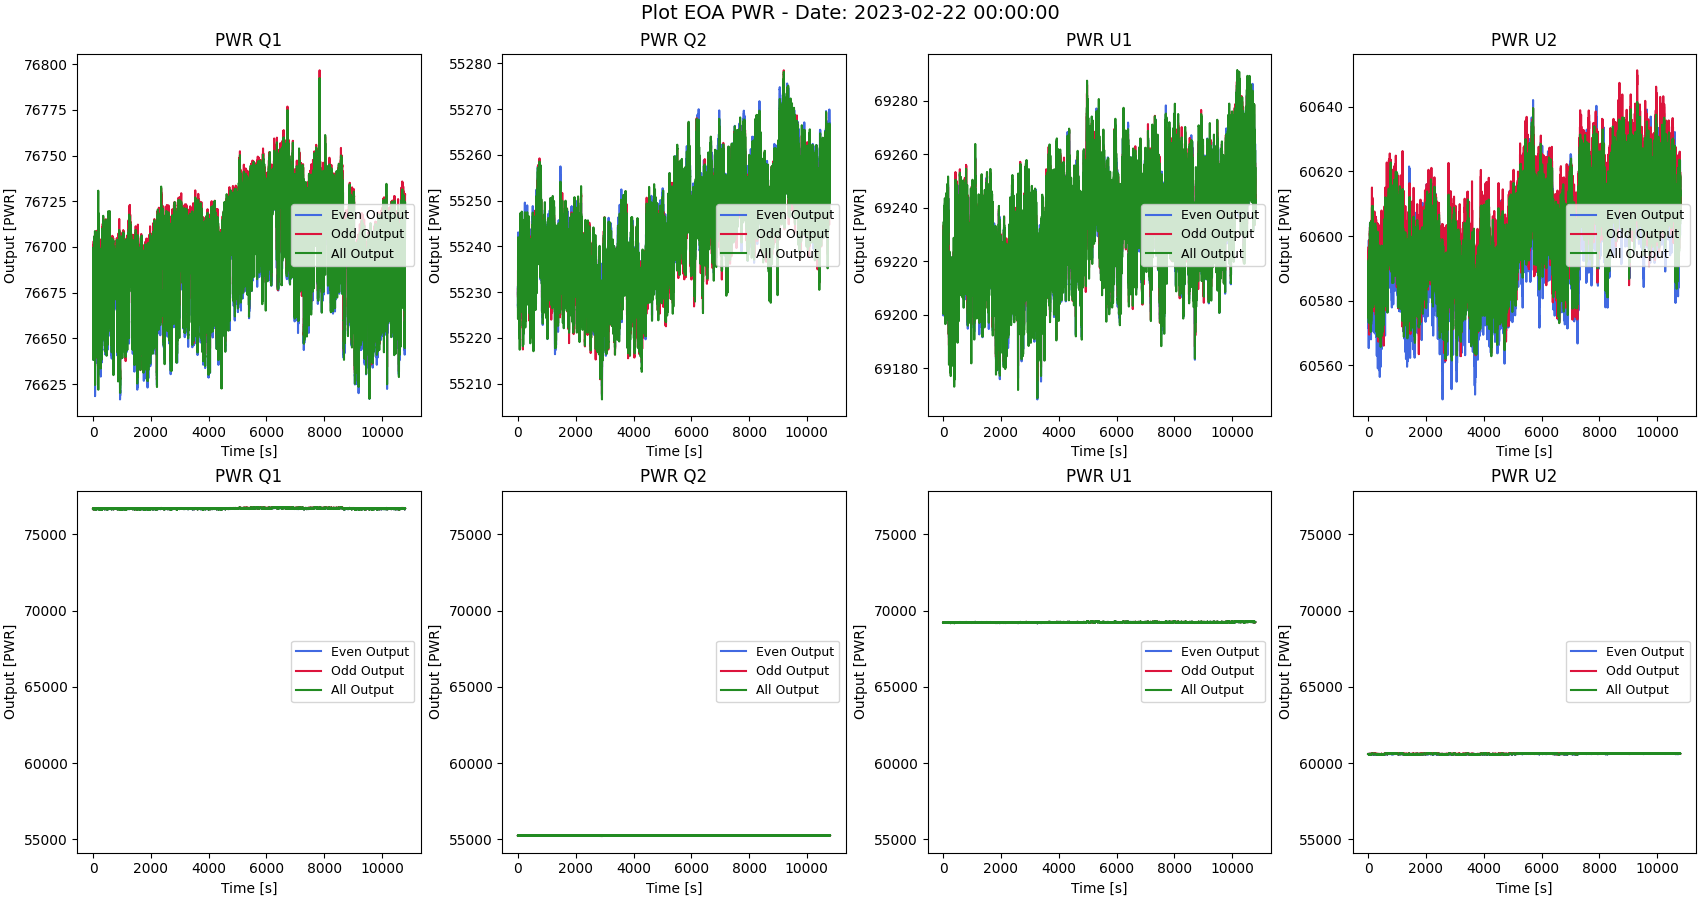 Plot EOA PWR - Date: 2023-02-22 00:00:00
PWR Q1
Output [PWR]
76800
76775
76750
76725
76700
76675
76650
76625
0 2000 4000 6000 8000 10000
Time [s]
Even Output
Odd Output
All Output
PWR Q2
Output [PWR]
55280
55270
55260
55250
55240
55230
55220
55210
0 2000 4000 6000 8000 10000
Time [s]
Even Output
Odd Output
All Output
PWR U1
Output [PWR]
69280
69260
69240
69220
69200
69180
0 2000 4000 6000 8000 10000
Time [s]
Even Output
Odd Output
All Output
PWR U2
Output [PWR]
60640
60620
60600
60580
60560
0 2000 4000 6000 8000 10000
Time [s]
Even Output
Odd Output
All Output
PWR Q1
Output [PWR]
75000
70000
65000
60000
55000
0 2000 4000 6000 8000 10000
Time [s]
Even Output
Odd Output
All Output
PWR Q2
Output [PWR]
75000
70000
65000
60000
55000
0 2000 4000 6000 8000 10000
Time [s]
Even Output
Odd Output
All Output
PWR U1
Output [PWR]
75000
70000
65000
60000
55000
0 2000 4000 6000 8000 10000
Time [s]
Even Output
Odd Output
All Output
PWR U2
Output [PWR]
75000
70000
65000
60000
55000
0 2000 4000 6000 8000 10000
Time [s]
Even Output
Odd Output
All Output